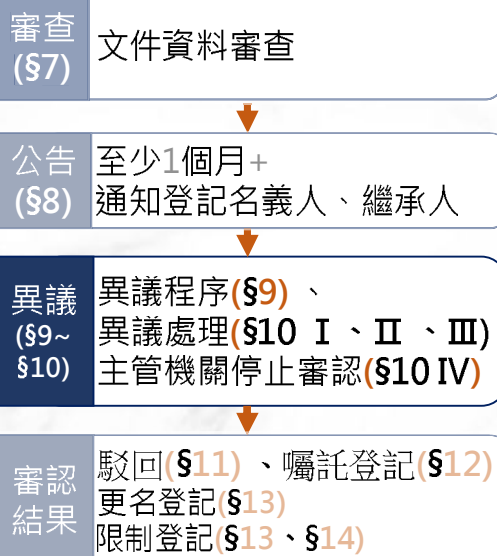 審查
(§7)
文件資料審查
公告
(§8)
至少1個月+
通知登記名義人、繼承人
異議
(§9~
§10)
異議程序(§9)、
異議處理(§10 Ⅰ、Ⅱ、Ⅲ)
主管機關停止審認(§10 IV)
審認
結果
駁回(§11)、囑託登記(§12)
更名登記(§13)
限制登記(§13、§14)